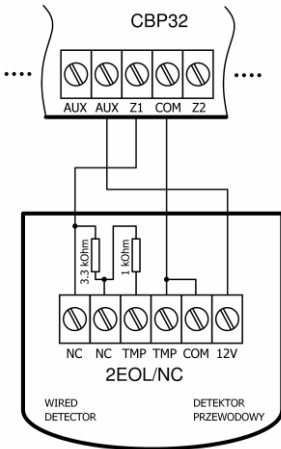 CBP32
AUX AUX Z1 COM Z2
3.3 kOhm
1 kOhm
NC NC TMP TMP COM 12V
2EOL/NC
WIRED DETECTOR
DETEKTOR PRZEWODOWY